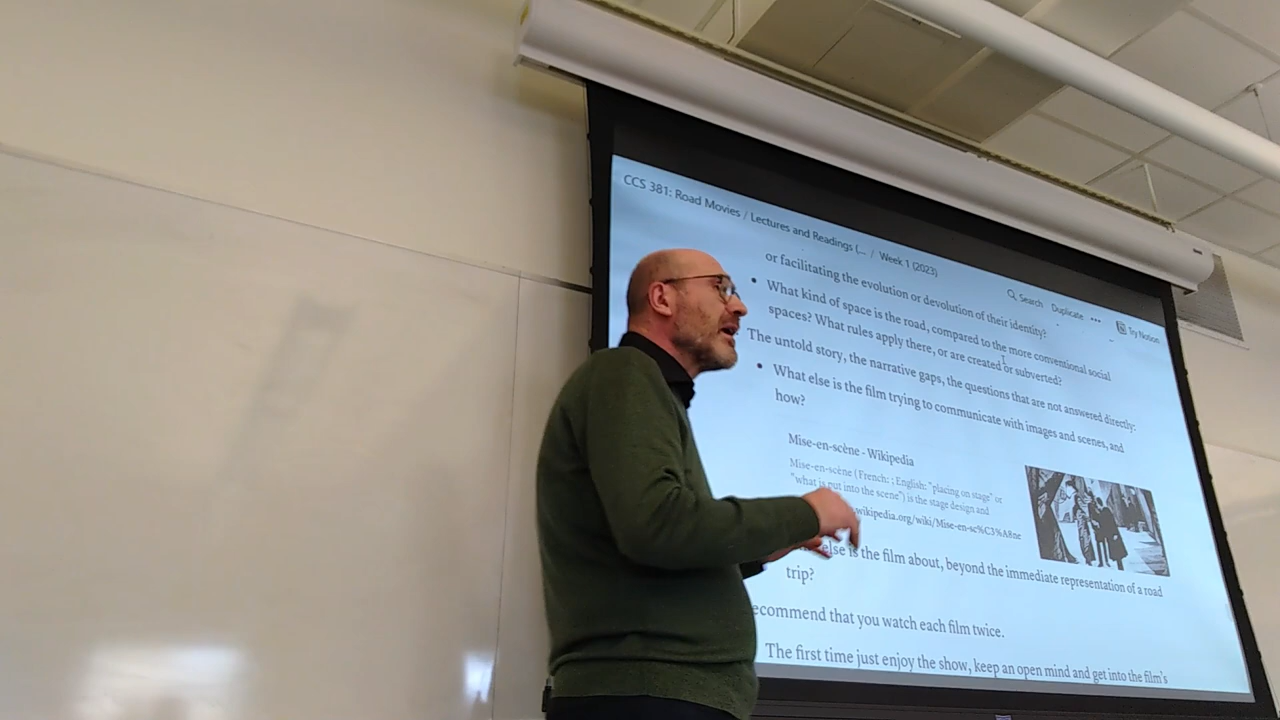 CCS 381: Road Movies / Lectures and Readings (... / Week 1 (2023)
Search Duplicate ••• Try Notion
or facilitating the evolution or devolution of their identity?
• What kind of space is the road, compared to the more conventional social
spaces? What rules apply there, or are created or subverted?
The untold story, the narrative gaps, the questions that are not answered directly:
• What else is the film trying to communicate with images and scenes, and
how?
Mise-en-scène - Wikipedia
Mise-en-scène (French: ; English: "placing on stage" or
"what is put into the scene") is the stage design and
wikipedia.org/wiki/Mise-en-sc%C3%A8ne
else is the film about, beyond the immediate representation of a road
trip?
ecommend that you watch each film twice.
The first time just enjoy the show, keep an open mind and get into the film's